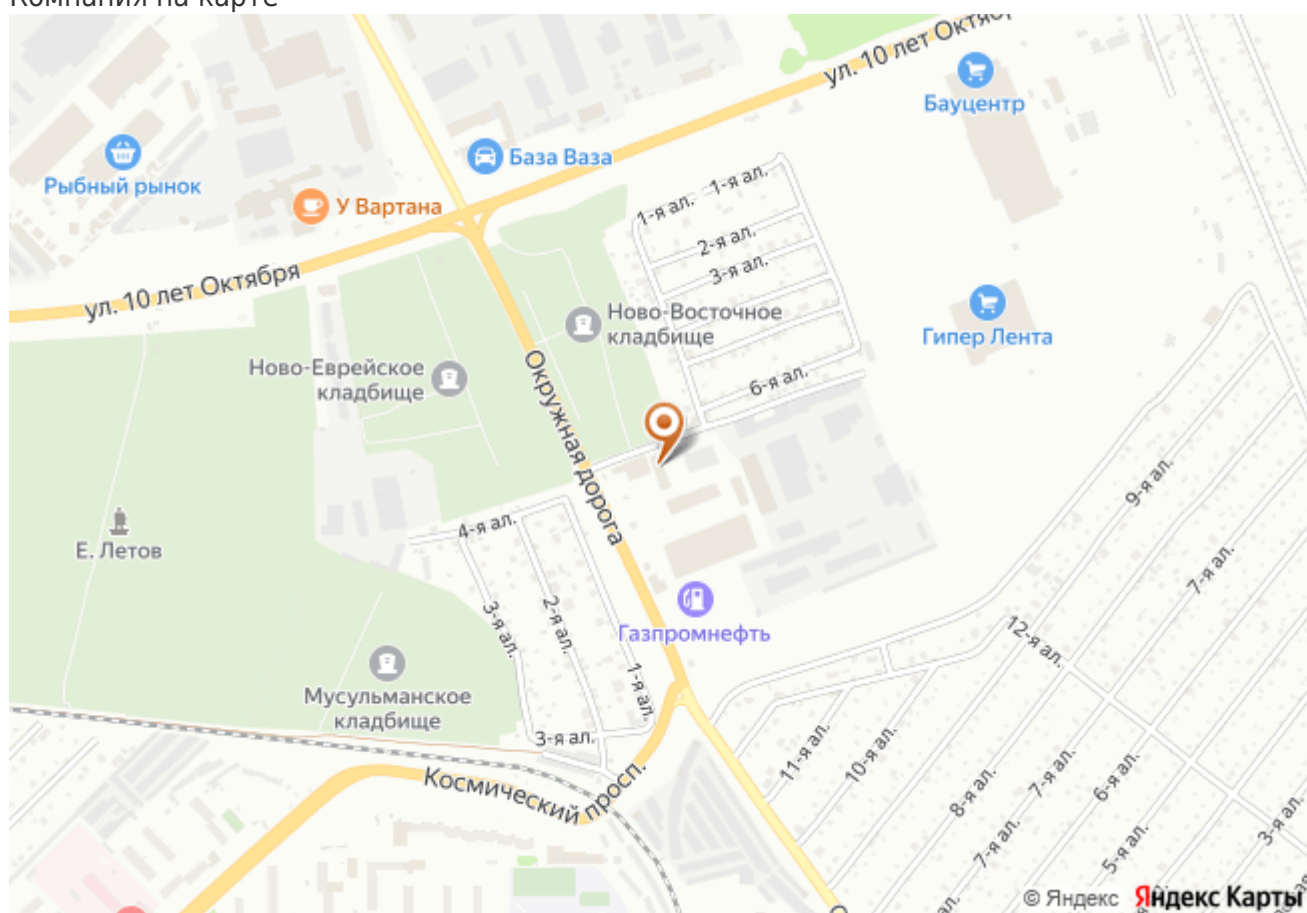 Компания на карте
ул. 10 лет Октября
Бауцентр
База Ваза
Рыбный рынок
У Вартана
1-я ал.
1-я ал.
2-я ал.
3-я ал.
ул. 10 лет Октября
Ново-Восточное
кладбище
Гипер Лента
Ново-Еврейское
кладбище
6-я ал.
Окружная дорога
9-я ал.
4-я ал.
Е. Летов
7-я ал.
3-я ал.
2-я ал.
Газпромнефть
12-я ал.
1-я ал.
Мусульманское
кладбище
3-я ал.
11-я ал.
10-я ал.
Космический просп.
8-я ал.
7-я ал.
6-я ал.
7-я ал.
5-я ал.
3-я ал.
© Яндекс Яндекс Карты